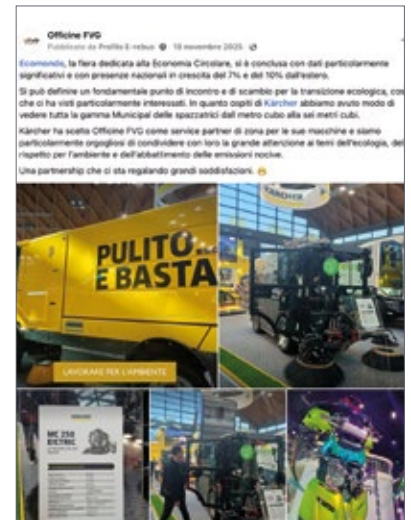 Officine FVG
Pubblicato da Profilo E-rebus · 10 novembre 2025 ·
Ecomondo, la fiera dedicata alla Economia Circolare, si è conclusa con dati particolarmente
significativi e con presenze nazionali in crescita del 7% e del 10% dall'estero.
Si può definire un fondamentale punto di incontro e di scambio per la transizione ecologica, cos
che ci ha visti particolarmente interessati. In quanto ospiti di Kärcher abbiamo avuto modo di
vedere tutta la gamma Municipal delle spazzatrici dal metro cubo alla sei metri cubi.
Kärcher ha scelto Officine FVG come service partner di zona per le sue macchine e siamo
particolarmente orgogliosi di condividere con loro la grande attenzione ai temi dell'ecologia, del
rispetto per l'ambiente e dell'abbattimento delle emissioni nocive.
Una partnership che ci sta regalando grandi soddisfazioni. 😁
PULITO
E BASTA
LAVORARE PER L'AMBIENTE
MC 250